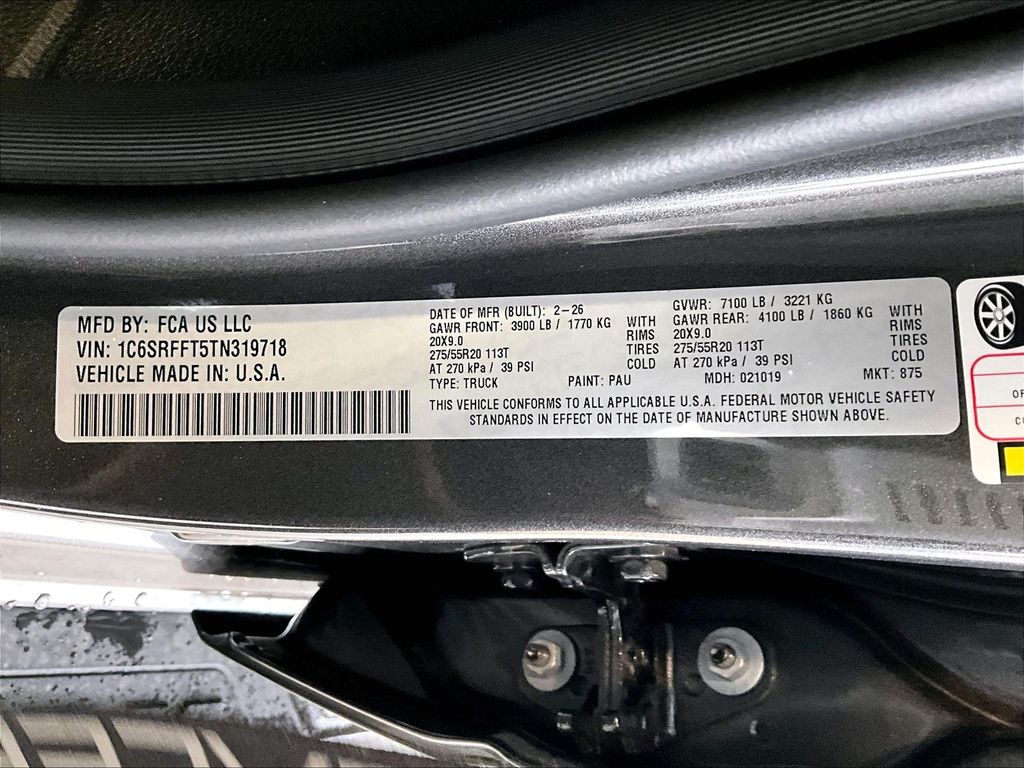 MFD BY: FCA US LLC
VIN: 1C6SRFFT5TN319718
VEHICLE MADE IN: U.S.A.
DATE OF MFR (BUILT): 2-26
GAWR FRONT: 3900 LB / 1770 KG WITH
20X9.0 RIMS
275/55R20 113T TIRES
AT 270 kPa / 39 PSI COLD
TYPE: TRUCK PAINT: PAU
GVWR: 7100 LB / 3221 KG
GAWR REAR: 4100 LB / 1860 KG WITH
20X9.0 RIMS
275/55R20 113T TIRES
AT 270 kPa / 39 PSI COLD
MDH: 021019 MKT: 875
THIS VEHICLE CONFORMS TO ALL APPLICABLE U.S.A. FEDERAL MOTOR VEHICLE SAFETY
STANDARDS IN EFFECT ON THE DATE OF MANUFACTURE SHOWN ABOVE.